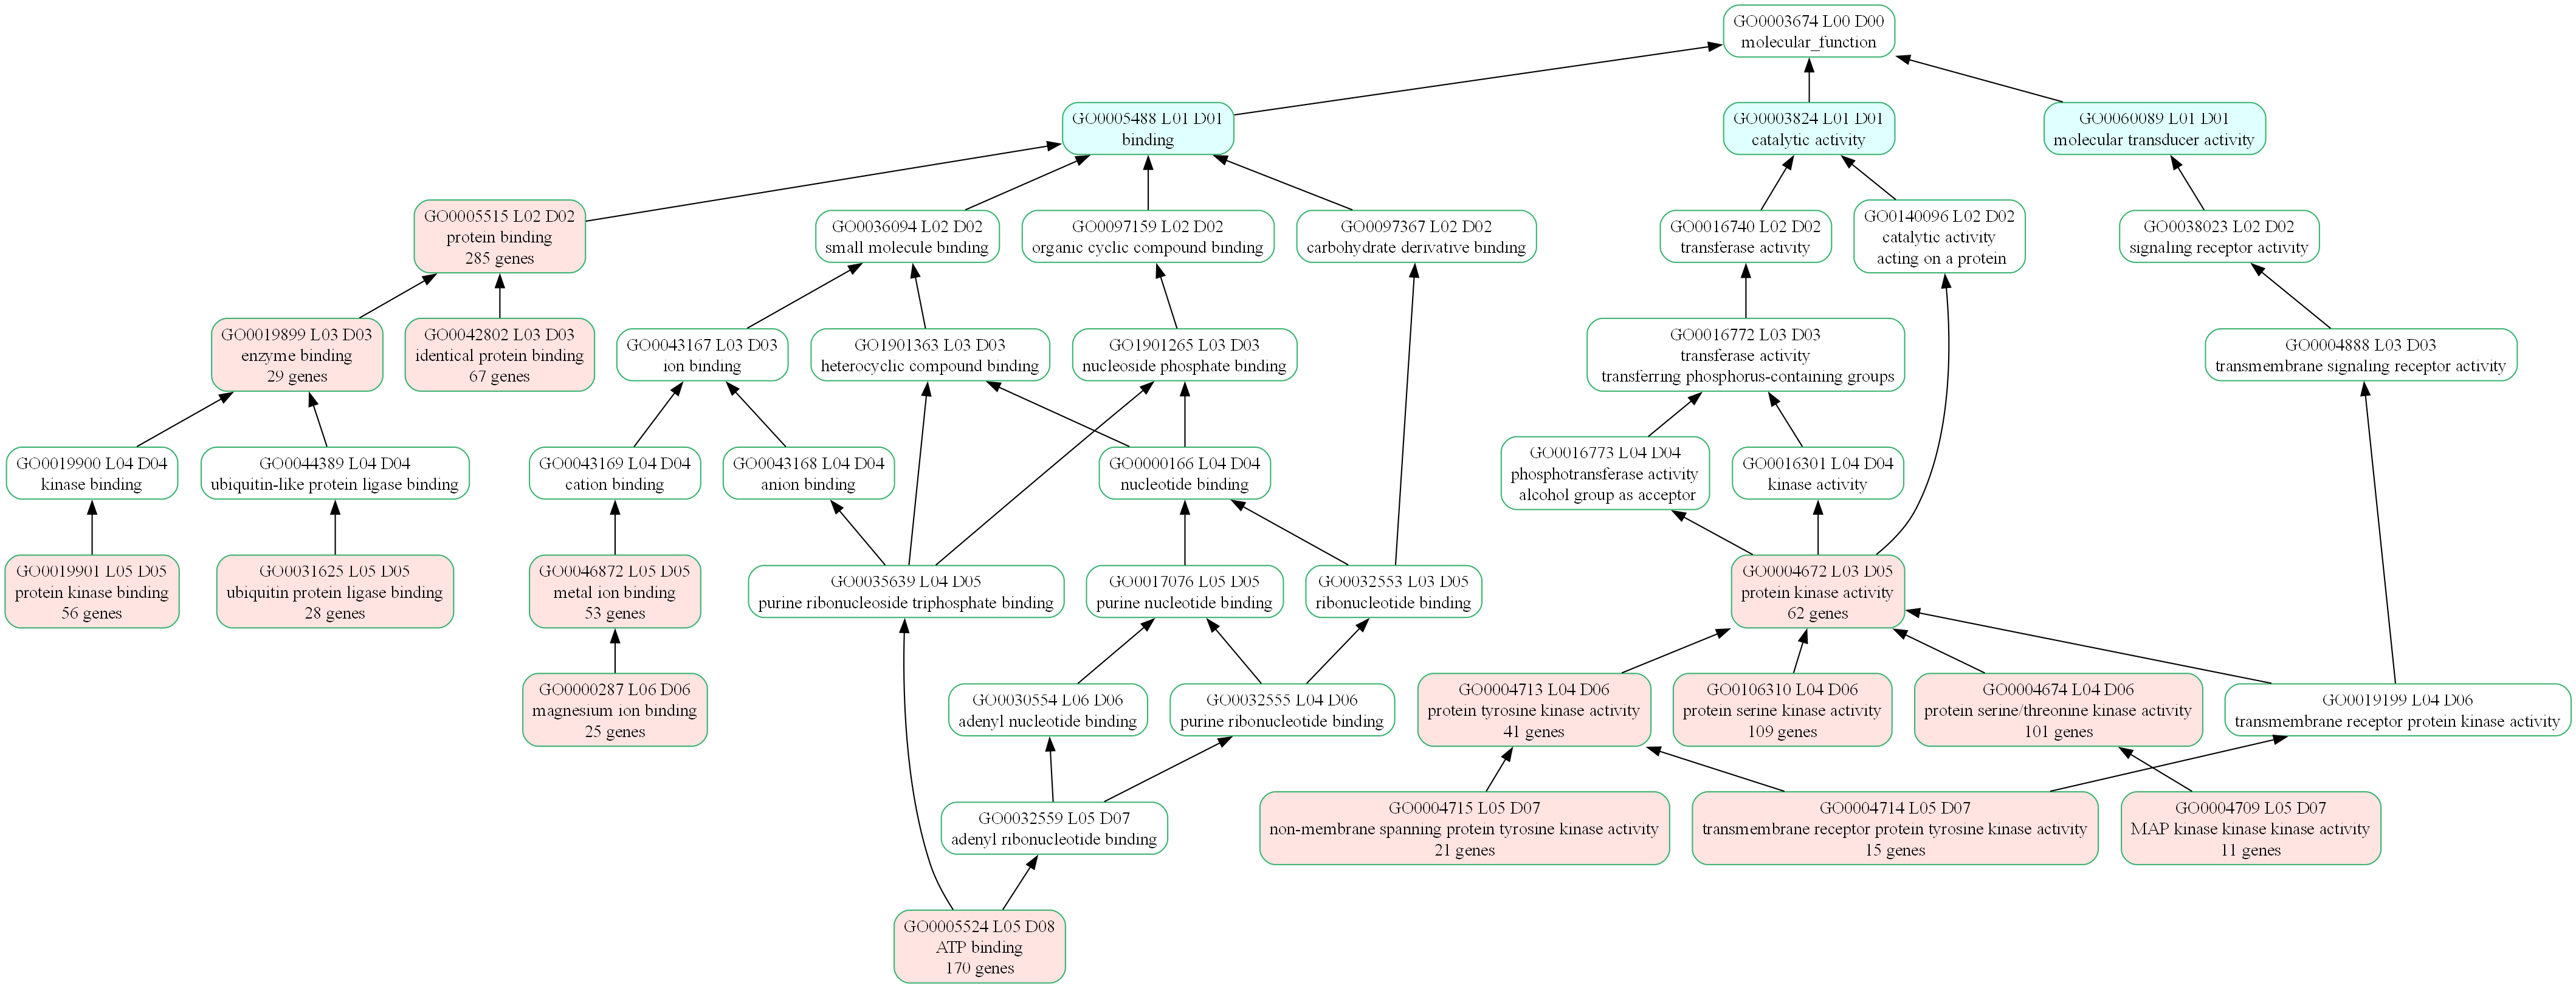 GO0003674 L00 D00
molecular_function
GO0005488 L01 D01
binding
GO0003824 L01 D01
catalytic activity
GO0060089 L01 D01
molecular transducer activity
GO0005515 L02 D02
protein binding
285 genes
GO0036094 L02 D02
small molecule binding
GO0097159 L02 D02
organic cyclic compound binding
GO0097367 L02 D02
carbohydrate derivative binding
GO0016740 L02 D02
transferase activity
GO0140096 L02 D02
catalytic activity
acting on a protein
GO0038023 L02 D02
signaling receptor activity
GO0019899 L03 D03
enzyme binding
29 genes
GO0042802 L03 D03
identical protein binding
67 genes
GO0043167 L03 D03
ion binding
GO1901363 L03 D03
heterocyclic compound binding
GO1901265 L03 D03
nucleoside phosphate binding
GO0016772 L03 D03
transferase activity
transferring phosphorus-containing groups
GO0004888 L03 D03
transmembrane signaling receptor activity
GO0019900 L04 D04
kinase binding
GO0044389 L04 D04
ubiquitin-like protein ligase binding
GO0043169 L04 D04
cation binding
GO0043168 L04 D04
anion binding
GO0000166 L04 D04
nucleotide binding
GO0016773 L04 D04
phosphotransferase activity
alcohol group as acceptor
GO0016301 L04 D04
kinase activity
GO0019901 L05 D05
protein kinase binding
56 genes
GO0031625 L05 D05
ubiquitin protein ligase binding
28 genes
GO0046872 L05 D05
metal ion binding
53 genes
GO0035639 L04 D05
purine ribonucleoside triphosphate binding
GO0017076 L05 D05
purine nucleotide binding
GO0032553 L03 D05
ribonucleotide binding
GO0004672 L03 D05
protein kinase activity
62 genes
GO0000287 L06 D06
magnesium ion binding
25 genes
GO0030554 L06 D06
adenyl nucleotide binding
GO0032555 L04 D06
purine ribonucleotide binding
GO0004713 L04 D06
protein tyrosine kinase activity
41 genes
GO0106310 L04 D06
protein serine kinase activity
109 genes
GO0004674 L04 D06
protein serine/threonine kinase activity
101 genes
GO0019199 L04 D06
transmembrane receptor protein kinase activity
GO0032559 L05 D07
adenyl ribonucleotide binding
GO0004715 L05 D07
non-membrane spanning protein tyrosine kinase activity
21 genes
GO0004714 L05 D07
transmembrane receptor protein tyrosine kinase activity
15 genes
GO0004709 L05 D07
MAP kinase kinase kinase activity
11 genes
GO0005524 L05 D08
ATP binding
170 genes